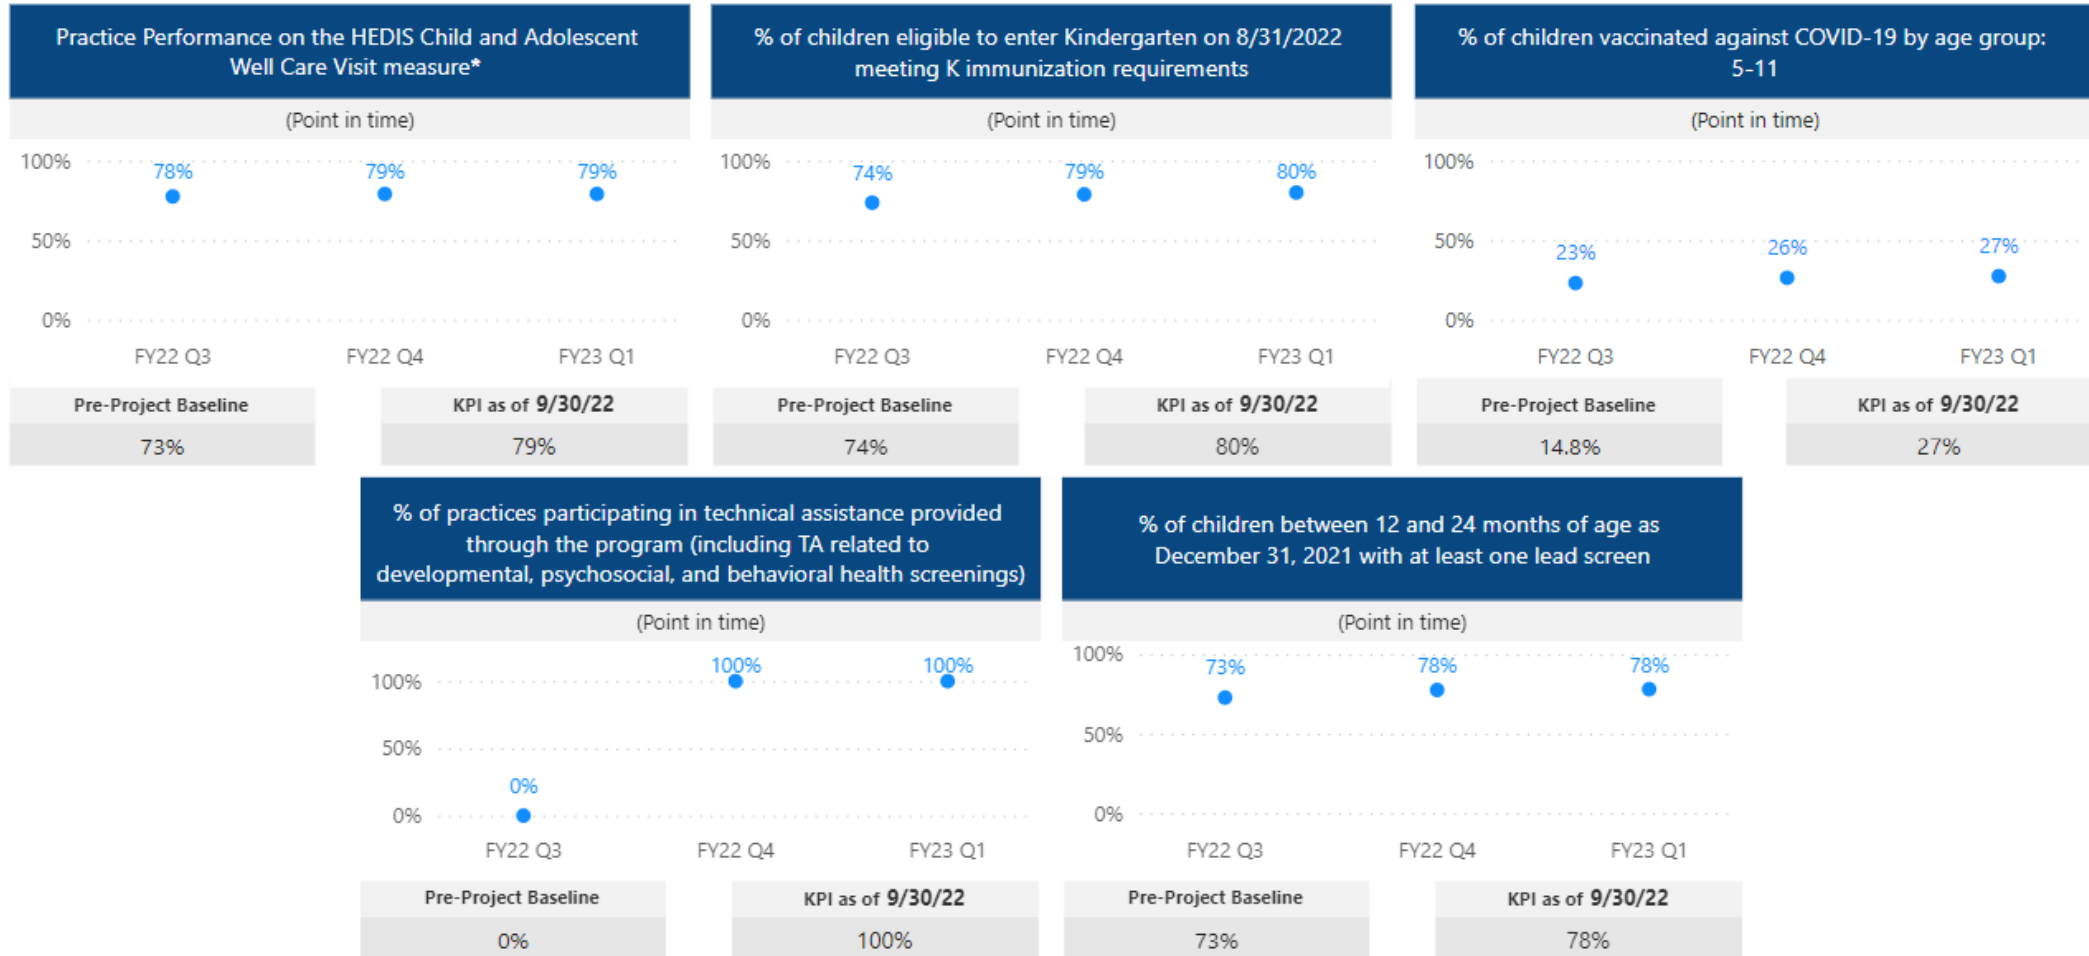 Practice Performance on the HEDIS Child and Adolescent
Well Care Visit measure*
(Point in time)
100%
50%
0%
78%
79%
79%
FY22 Q3
FY22 Q4
FY23 Q1
Pre-Project Baseline
KPI as of 9/30/22
73%
79%
% of children eligible to enter Kindergarten on 8/31/2022
meeting K immunization requirements
(Point in time)
100%
50%
0%
74%
79%
80%
FY22 Q3
FY22 Q4
FY23 Q1
Pre-Project Baseline
KPI as of 9/30/22
74%
80%
% of children vaccinated against COVID-19 by age group:
5-11
(Point in time)
100%
50%
0%
23%
26%
27%
FY22 Q3
FY22 Q4
FY23 Q1
Pre-Project Baseline
KPI as of 9/30/22
14.8%
27%
% of practices participating in technical assistance provided
through the program (including TA related to
developmental, psychosocial, and behavioral health screenings)
(Point in time)
100%
50%
0%
0%
100%
100%
FY22 Q3
FY22 Q4
FY23 Q1
Pre-Project Baseline
KPI as of 9/30/22
0%
100%
% of children between 12 and 24 months of age as
December 31, 2021 with at least one lead screen
(Point in time)
100%
50%
0%
73%
78%
78%
FY22 Q3
FY22 Q4
FY23 Q1
Pre-Project Baseline
KPI as of 9/30/22
73%
78%